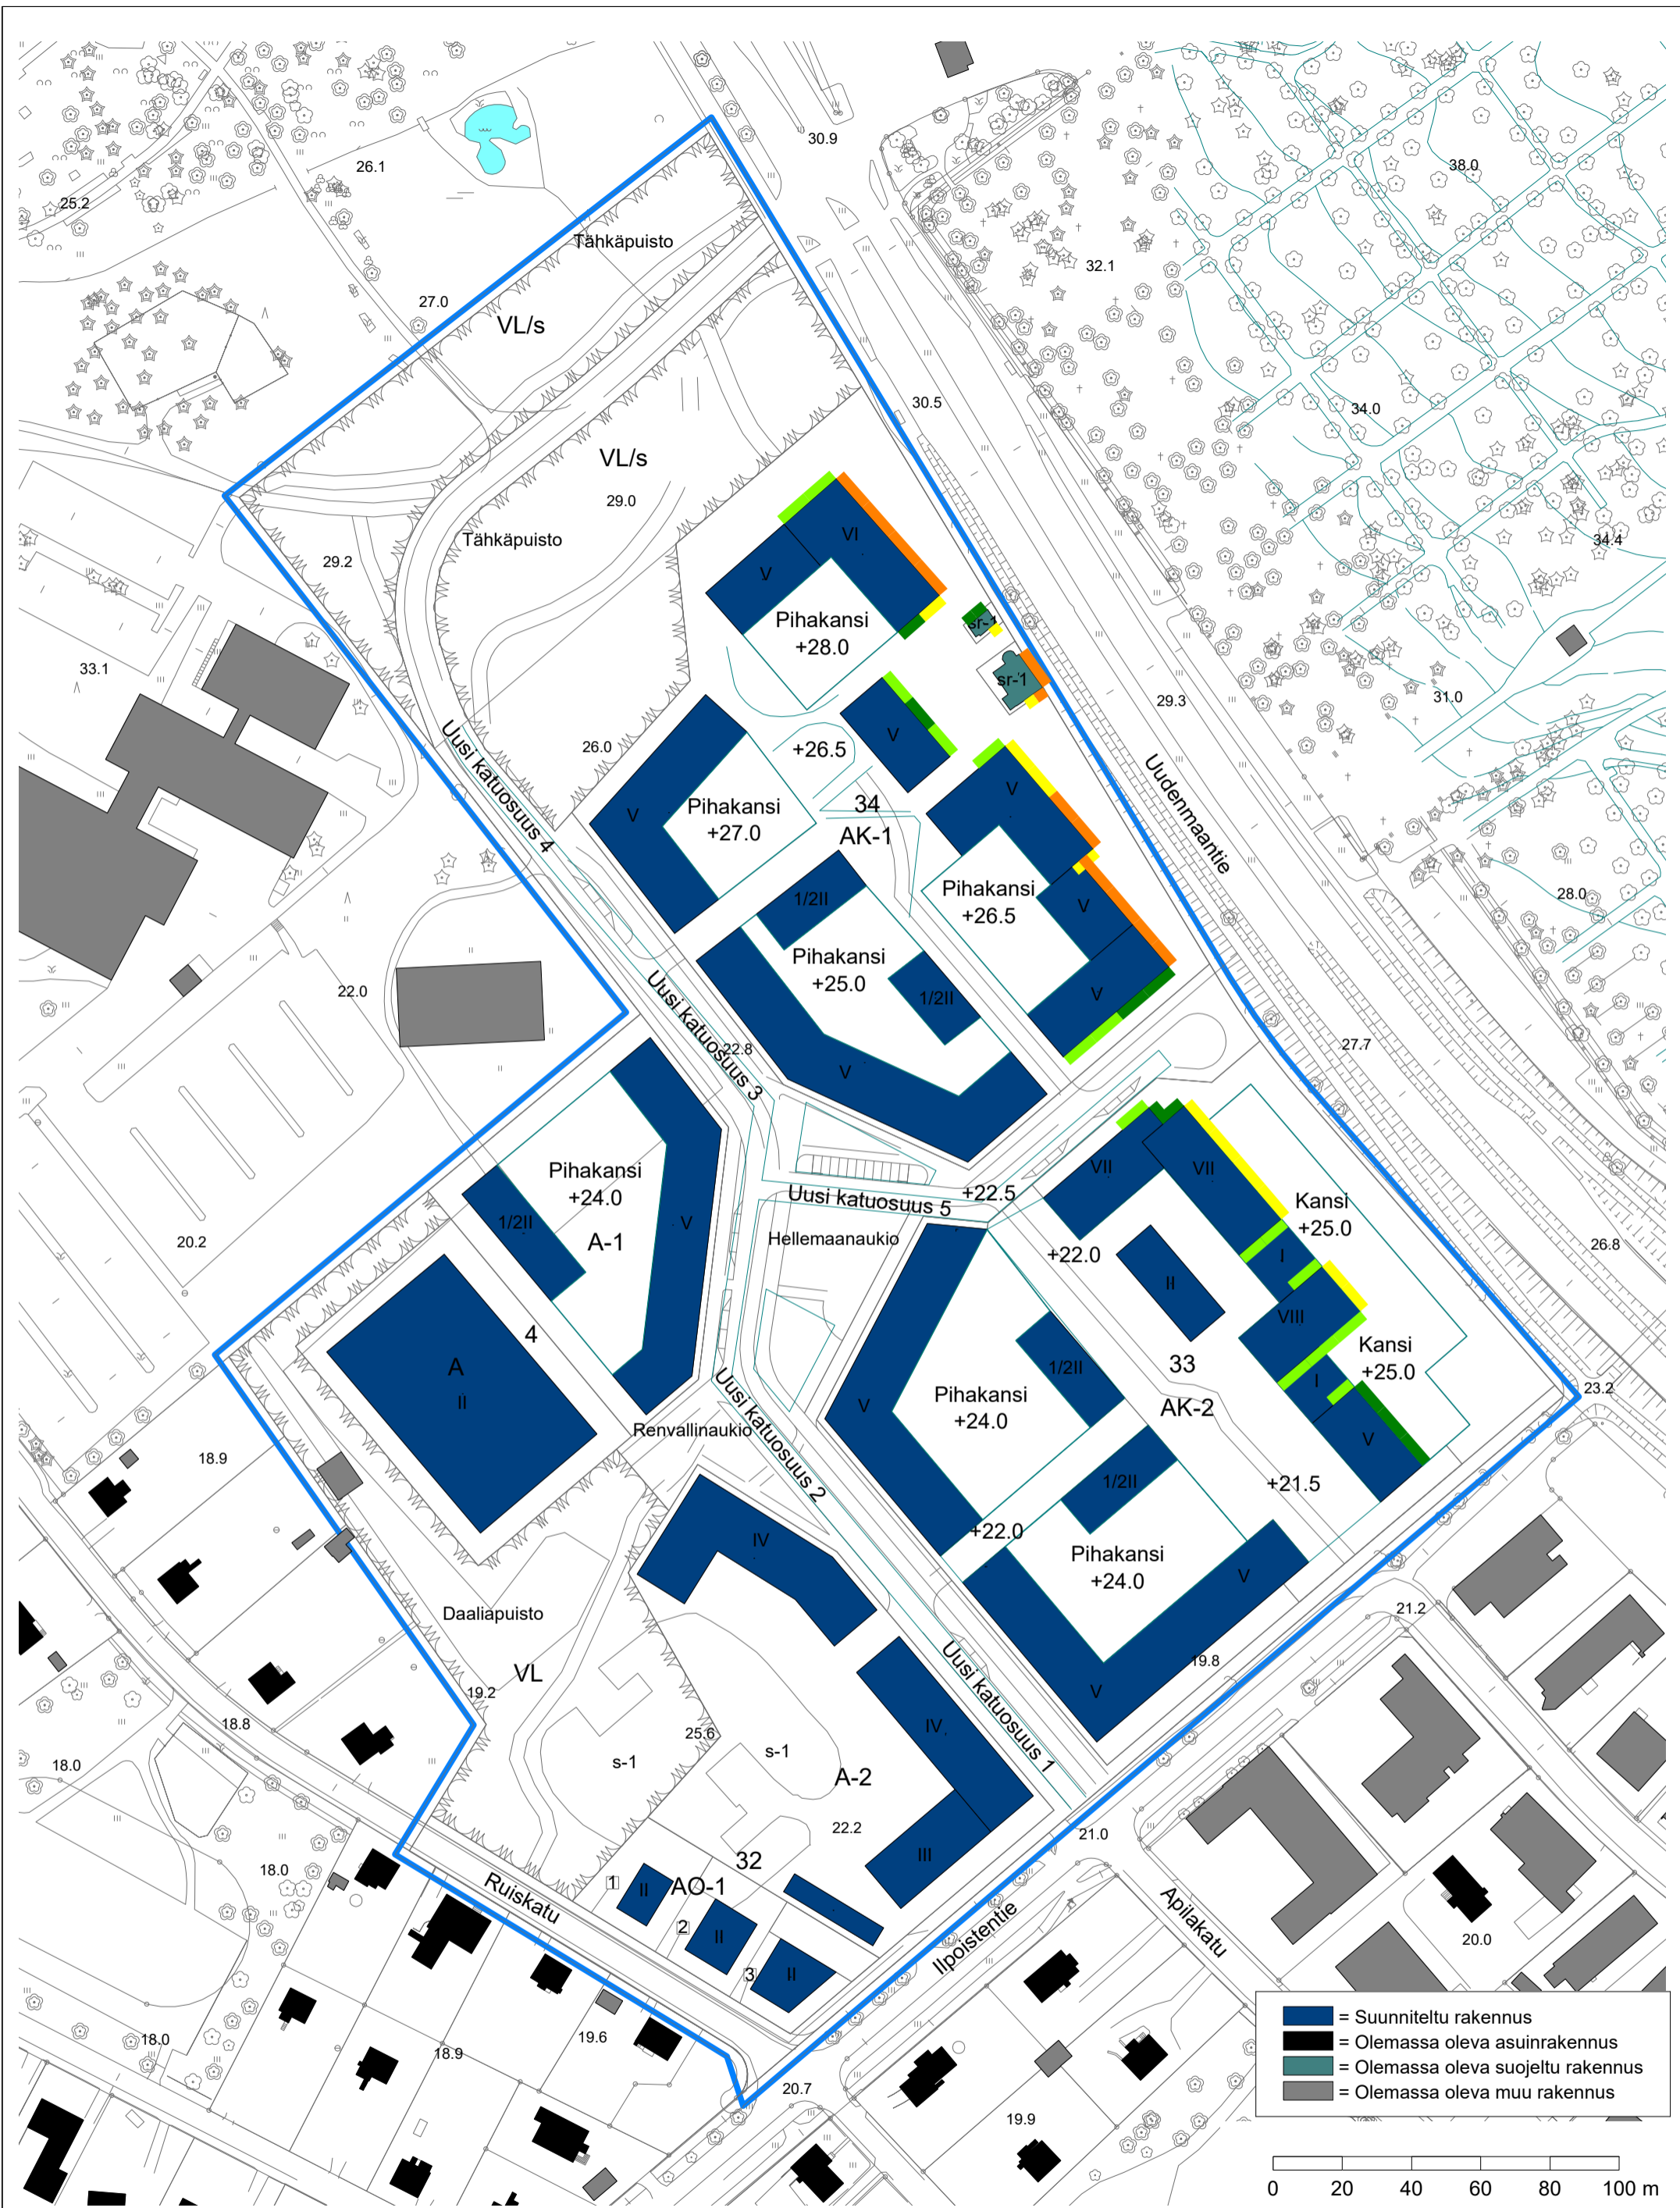 30.9
26.1
38.0
25.2
Tähkäpuisto
32.1
27.0
VL/s
30.5
34.0
VL/s
29.0
VI
Tähkäpuisto
34.4
29.2
V
Pihakansi
+28.0
sr-1
33.1
sr-1
29.3
31.0
Uusi katuosuus 4
26.0
+26.5
V
Uudenmaantie
V
Pihakansi
+27.0
V
34
AK-1
1/2II
Pihakansi
+26.5
28.0
V
Pihakansi
+25.0
22.0
1/2II
V
Uusi katuosuus 3
22.8
27.7
V
VII
VII
Pihakansi
+24.0
Uusi katuosuus 5
+22.5
Kansi
+25.0
1/2II
V
A-1
Hellemaanaukio
20.2
+22.0
26.8
I
II
VIII
4
Kansi
+25.0
A
II
1/2II
33
23.2
I
Uusi katuosuus 2
V
Pihakansi
+24.0
AK-2
Renvallinaukio
V
18.9
1/2II
+21.5
IV
+22.0
Pihakansi
+24.0
V
Daaliapuisto
21.2
VL
19.8
19.2
V
Uusi katuosuus 1
18.8
25.6
IV
s-1
s-1
18.0
A-2
22.2
21.0
III
32
18.0
1
II
AO-1
Ruiskatu
2
II
Apilakatu
Ilpoistentie
20.0
3
II
18.0
18.9
19.6
20.7
19.9
= Suunniteltu rakennus
= Olemassa oleva asuinrakennus
= Olemassa oleva suojeltu rakennus
= Olemassa oleva muu rakennus
0 20 40 60 80 100 m